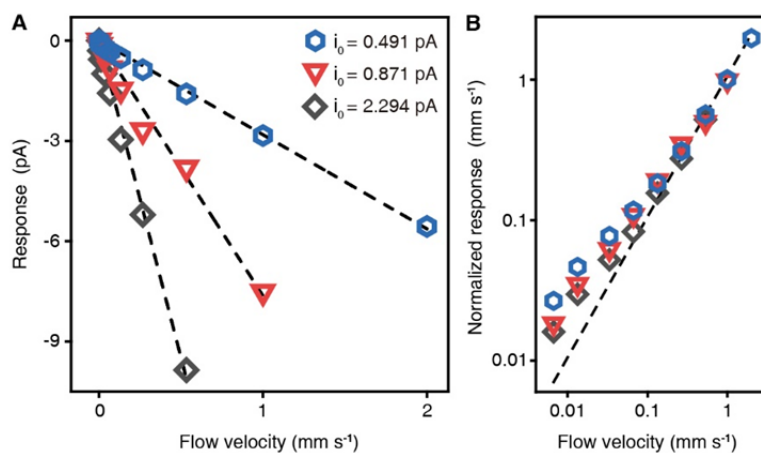 A
i₀ = 0.491 pA
i₀ = 0.871 pA
i₀ = 2.294 pA
0
-3
-6
-9
Response (pA)
0
1
2
Flow velocity (mm s⁻¹)
B
1
0.1
0.01
Normalized response (mm s⁻¹)
0.01
0.1
1
Flow velocity (mm s⁻¹)